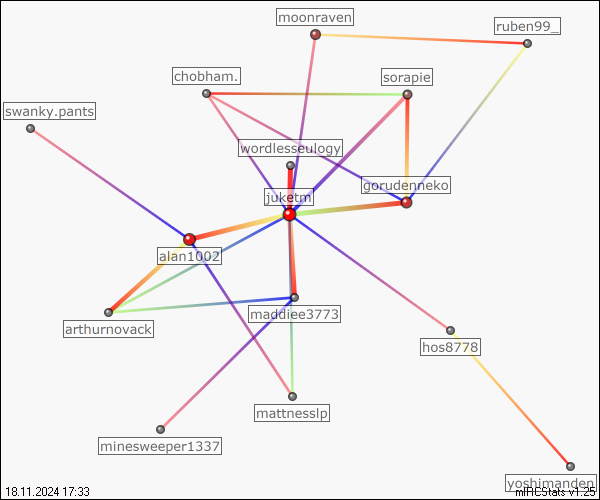 moonraven
ruben99_
chobham.
sorapie
swanky.pants
wordlesseulogy
gorudenneko
juketm
alan1002
maddiee3773
arthurnovack
hos8778
mattnesslp
minesweeper1337
yoshimanden
18.11.2024 17:33
mIRCStats v1.25